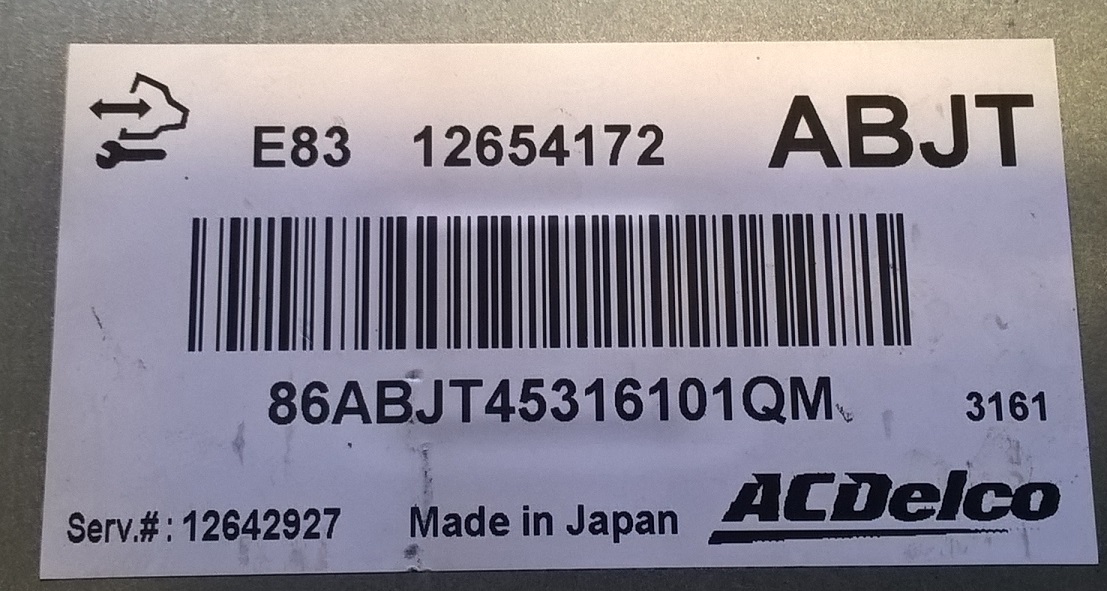 E83 12654172 ABJT
86ABJT45316101QM 3161
Serv.#: 12642927 Made in Japan ACDelco